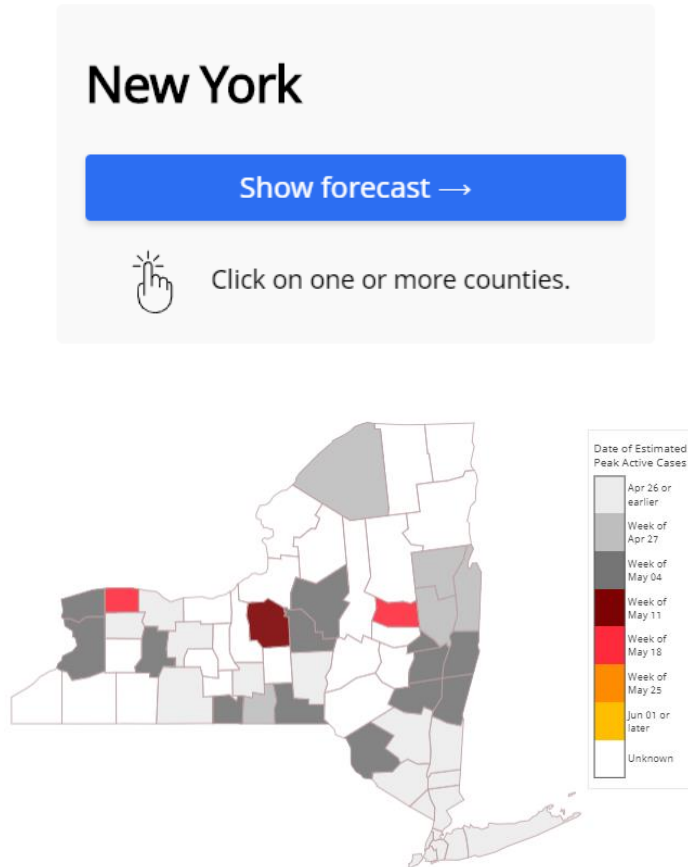 New York
Show forecast →
Click on one or more counties.
Date of Estimated
Peak Active Cases
Apr 26 or
earlier
Week of
Apr 27
Week of
May 04
Week of
May 11
Week of
May 18
Week of
May 25
Jun 01 or
later
Unknown